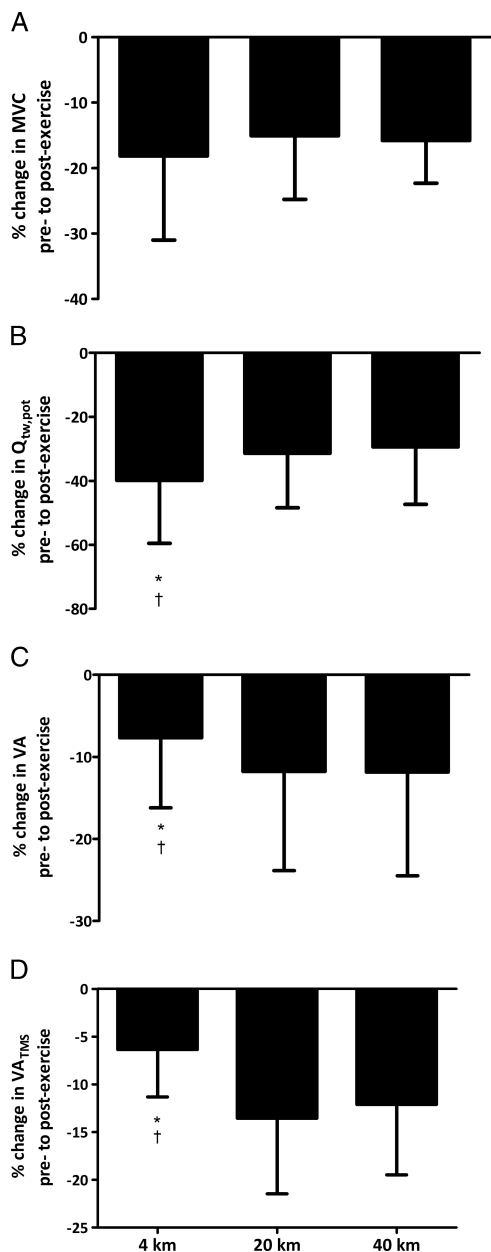 A
0
-10
-20
-30
-40
% change in MVC
pre- to post-exercise
B
0
-20
-40
-60
-80
% change in Qtw,pot
pre- to post-exercise
*
†
C
0
-10
-20
-30
% change in VA
pre- to post-exercise
*
†
D
0
-5
-10
-15
-20
-25
% change in VATMS
pre- to post-exercise
*
†
4 km 20 km 40 km